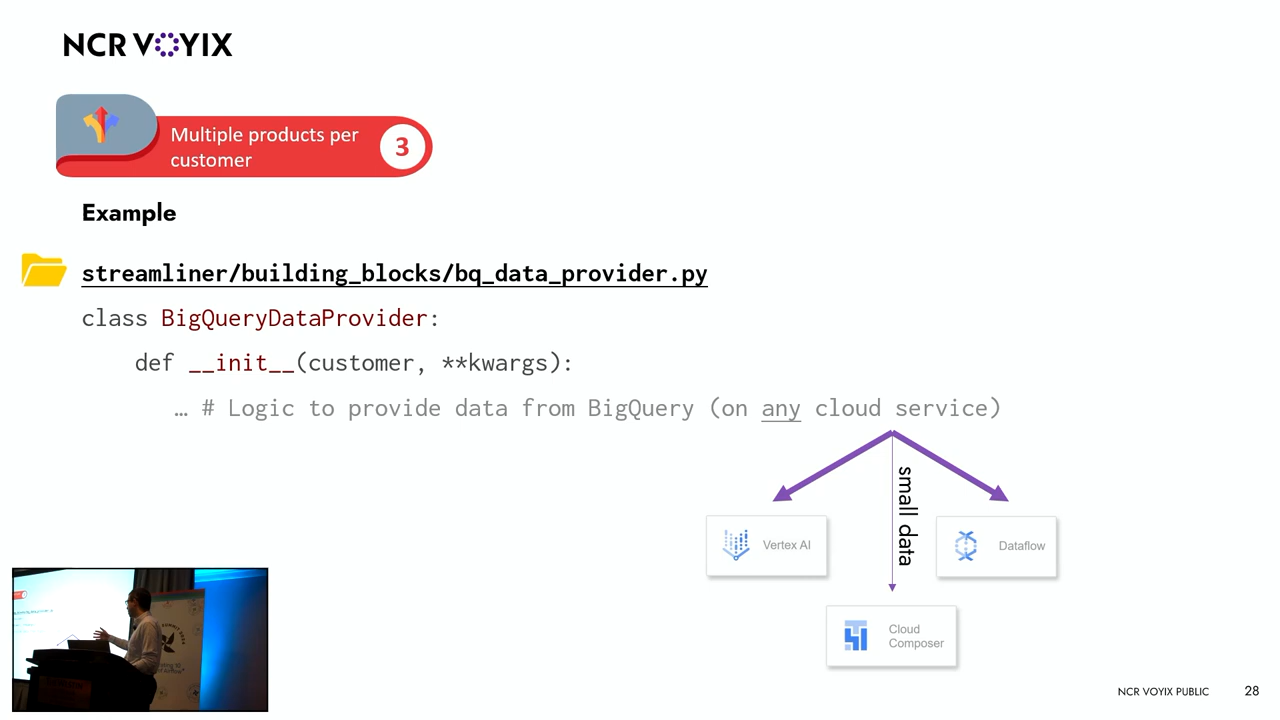 NCR VOYIX
Multiple products per
customer
3
Example
streamliner/building_blocks/bq_data_provider.py
class BigQueryDataProvider:
def __init__(customer, **kwargs):
… # Logic to provide data from BigQuery (on any cloud service)
small data
Vertex AI
Dataflow
Cloud
Composer
NCR VOYIX PUBLIC
28